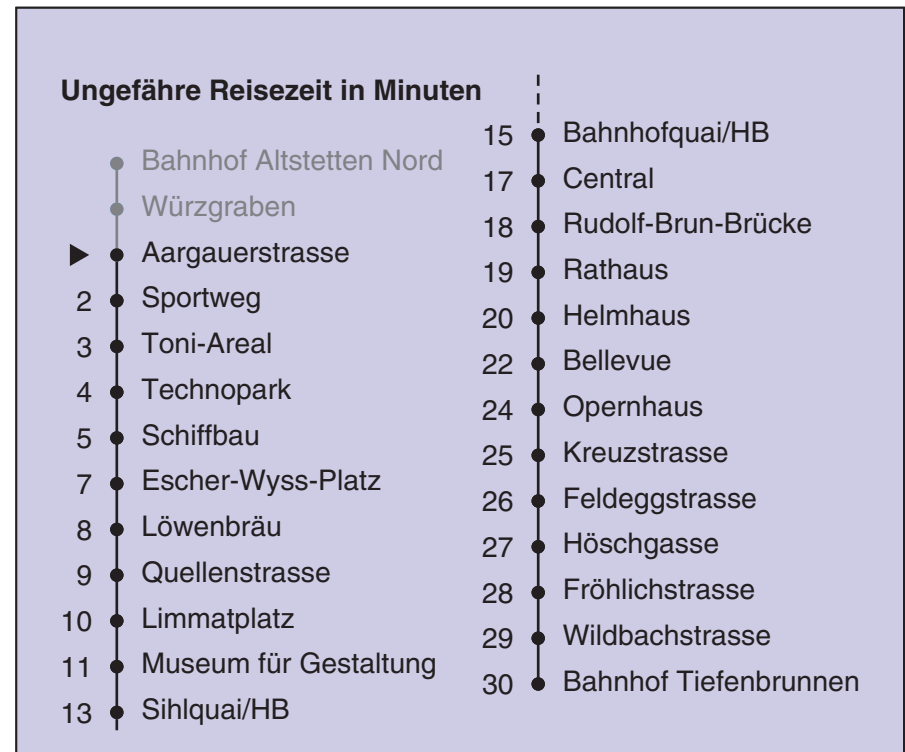 Ungefähre Reisezeit in Minuten
Bahnhof Altstetten Nord
Würzgraben
Aargauerstrasse
2 Sportweg
3 Toni-Areal
4 Technopark
5 Schiffbau
7 Escher-Wyss-Platz
8 Löwenbräu
9 Quellenstrasse
10 Limmatplatz
11 Museum für Gestaltung
13 Sihlquai/HB
15 Bahnhofquai/HB
17 Central
18 Rudolf-Brun-Brücke
19 Rathaus
20 Helmhaus
22 Bellevue
24 Opernhaus
25 Kreuzstrasse
26 Feldeggstrasse
27 Höschgasse
28 Fröhlichstrasse
29 Wildbachstrasse
30 Bahnhof Tiefenbrunnen